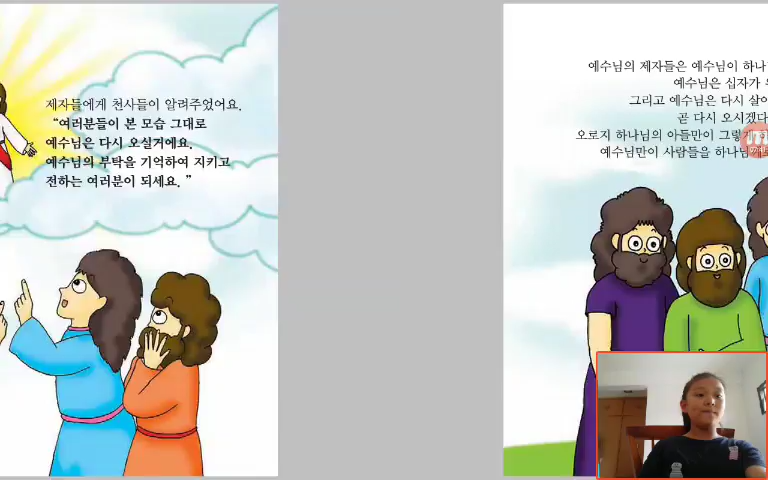 제자들에게 천사들이 알려주었어요.
“여러분들이 본 모습 그대로
예수님은 다시 오실거에요.
예수님의 부탁을 기억하여 지키고
전하는 여러분이 되세요. ”
예수님의 제자들은 예수님이 하나
예수님은 십자가
그리고 예수님은 다시 살아
곧 다시 오시겠다
오로지 하나님의 아들만이 그렇게
예수님만이 사람들을 하나님께로